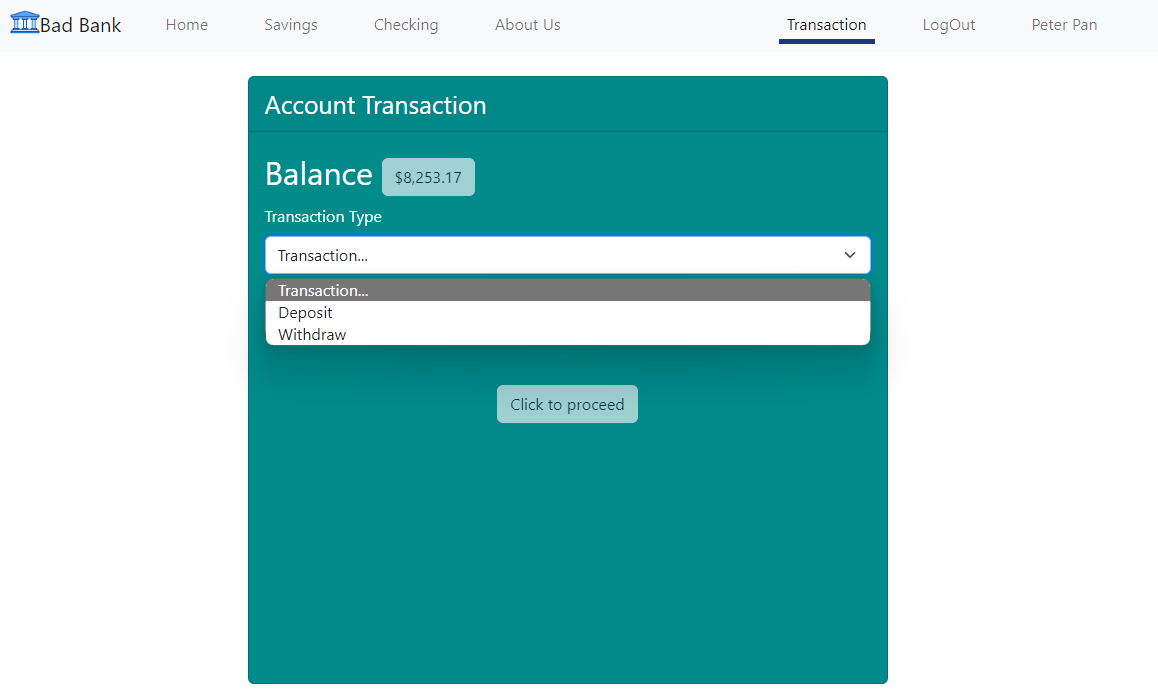 Bad Bank Home Savings Checking About Us Transaction LogOut Peter Pan
Account Transaction
Balance $8,253.17
Transaction Type
Transaction...
Transaction...
Deposit
Withdraw
Click to proceed